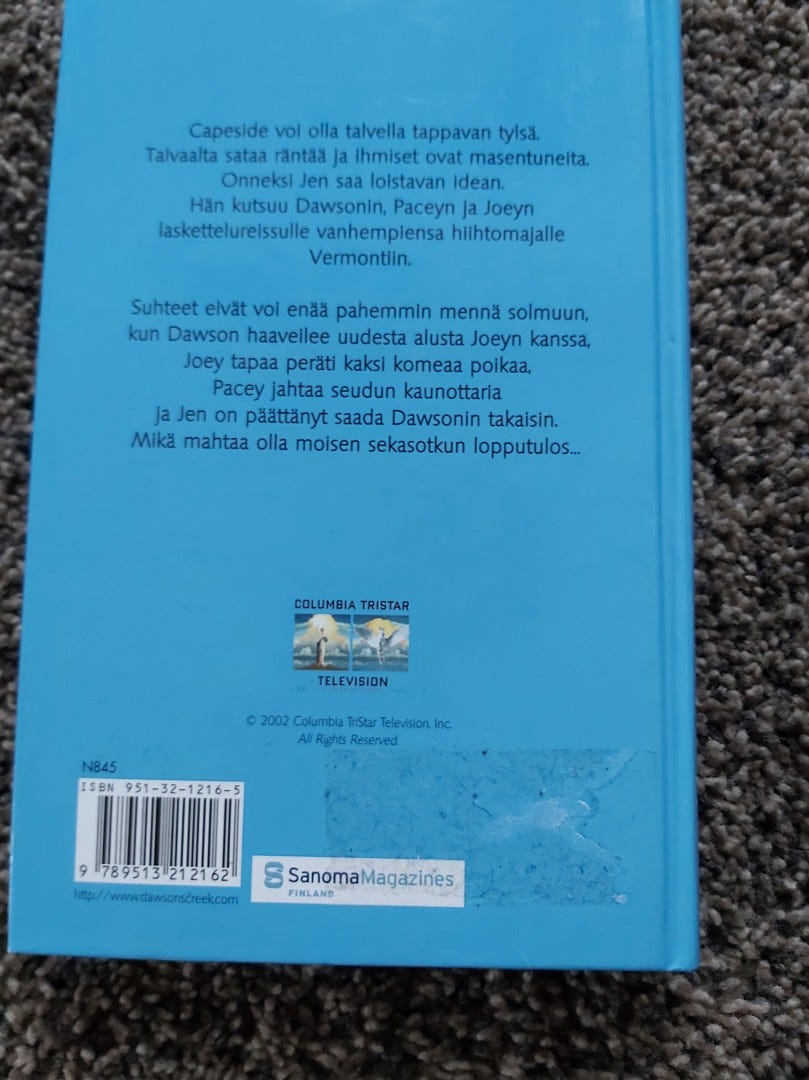 Capeside voi olla talvella tappavan tylsä.
Taivaalta sataa räntää ja ihmiset ovat masentuneita.
Onneksi Jen saa loistavan idean.
Hän kutsuu Dawsonin, Paceyn ja Joeyn
laskettelureissulle vanhempiensa hiihtomajalle
Vermontiin.
Suhteet eivät voi enää pahemmin mennä solmuun,
kun Dawson haaveilee uudesta alusta Joeyn kanssa,
Joey tapaa peräti kaksi komeaa poikaa,
Pacey jahtaa seudun kaunottaria
ja Jen on päättänyt saada Dawsonin takaisin.
Mikä mahtaa olla moisen sekasotkun lopputulos...
COLUMBIA TRISTAR
TELEVISION
© 2002 Columbia TriStar Television, Inc.
All Rights Reserved.
N845
ISBN 951-32-1216-5
9 789513 212162
http://www.dawsonscreek.com
SanomaMagazines
FINLAND